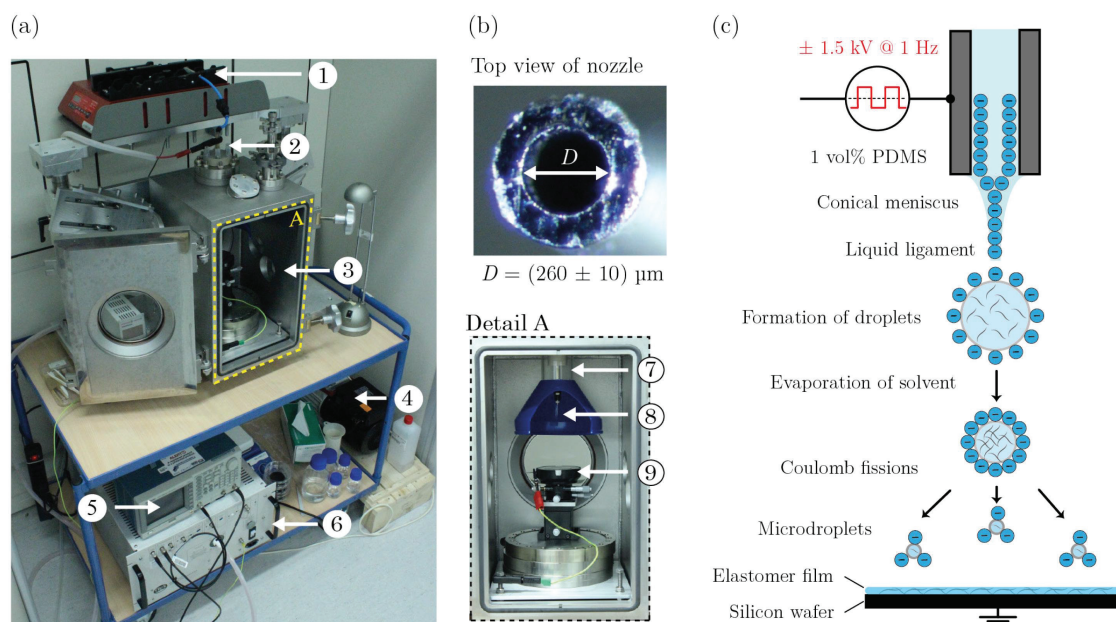 (a)
1
2
A
3
4
5
6
(b)
Top view of nozzle
D
D = (260 ± 10) µm
Detail A
7
8
9
(c)
± 1.5 kV @ 1 Hz
1 vol% PDMS
Conical meniscus
Liquid ligament
Formation of droplets
Evaporation of solvent
Coulomb fissions
Microdroplets
Elastomer film
Silicon wafer